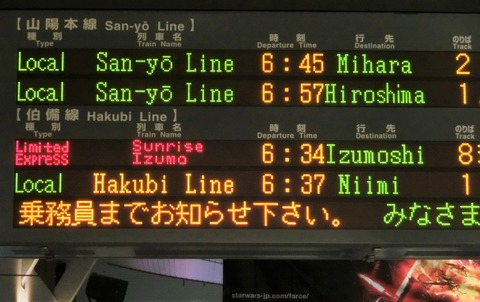 【山陽本線 San-yō Line】
種別 列車名 時刻 行先 のりば
Type Train Name Departure Time Destination Track
Local San-yō Line 6:45 Mihara 2
Local San-yō Line 6:57 Hiroshima 1
【伯備線 Hakubi Line】
種別 列車名 時刻 行先 のりば
Type Train Name Departure Time Destination Track
Limited Express Sunrise Izumo 6:34 Izumoshi 8
Local Hakubi Line 6:37 Niimi 1
乗務員までお知らせ下さい。 みなさま
starwars-jp.com/force/